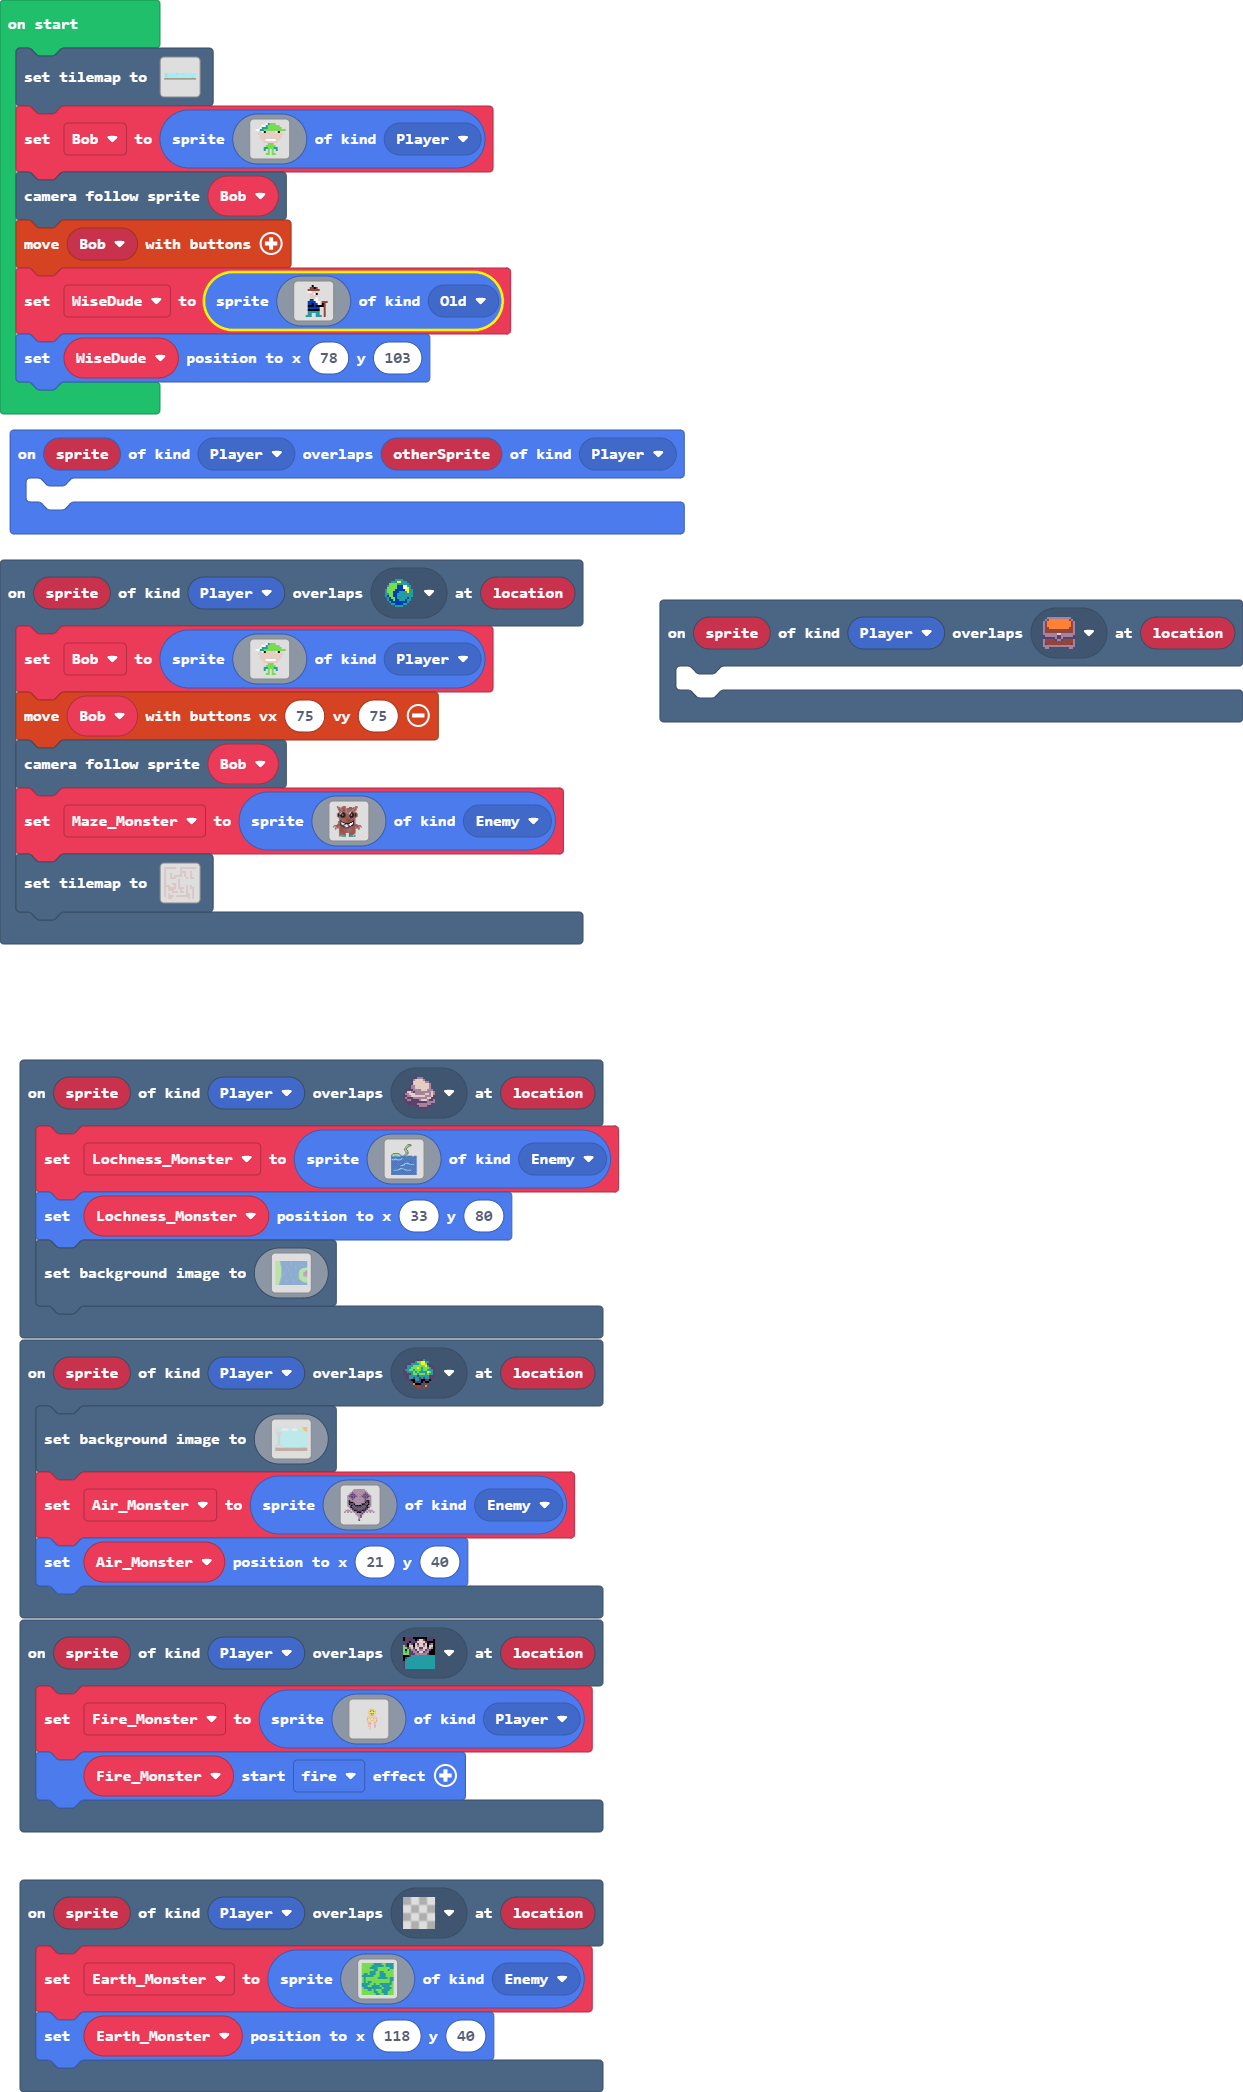 on start
set tilemap to
set Bob to sprite of kind Player
camera follow sprite Bob
move Bob with buttons
set WiseDude to sprite of kind Old
set WiseDude position to x 78 y 103
on sprite of kind Player overlaps otherSprite of kind Player
on sprite of kind Player overlaps at location
set Bob to sprite of kind Player
move Bob with buttons vx 75 vy 75
camera follow sprite Bob
set Maze_Monster to sprite of kind Enemy
set tilemap to
on sprite of kind Player overlaps at location
on sprite of kind Player overlaps at location
set Lochness_Monster to sprite of kind Enemy
set Lochness_Monster position to x 33 y 80
set background image to
on sprite of kind Player overlaps at location
set background image to
set Air_Monster to sprite of kind Enemy
set Air_Monster position to x 21 y 40
on sprite of kind Player overlaps at location
set Fire_Monster to sprite of kind Player
Fire_Monster start fire effect
on sprite of kind Player overlaps at location
set Earth_Monster to sprite of kind Enemy
set Earth_Monster position to x 118 y 40